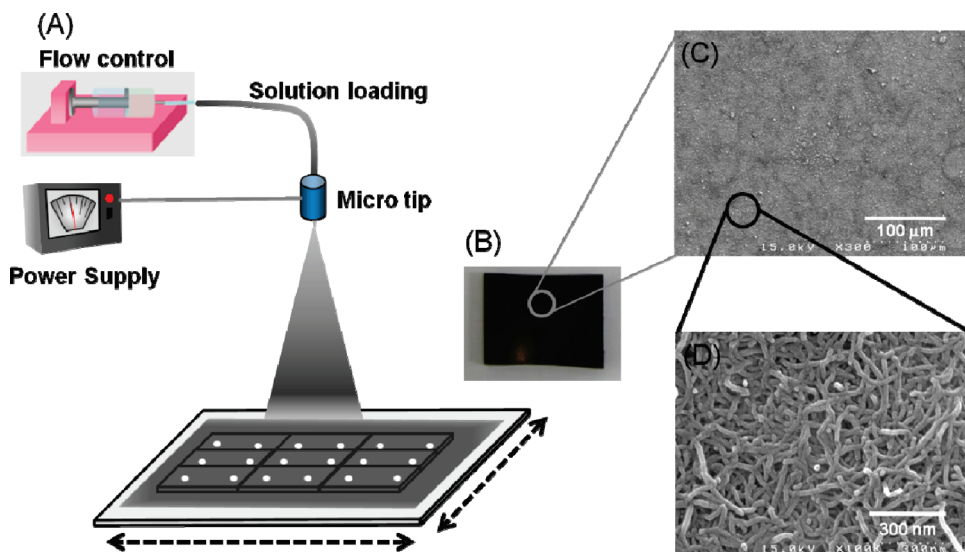 (A)
Flow control
Solution loading
Micro tip
Power Supply
(B)
(C)
100 μm
15.0kV X300 100μm
(D)
300 nm
15.0kV X100K 300nm